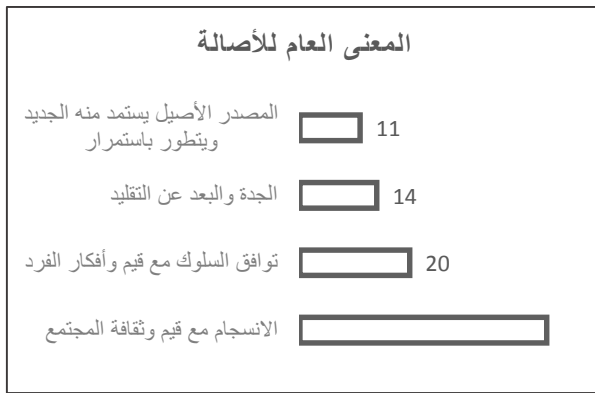 المعنى العام للأصالة
المصدر الأصيل يستمد منه الجديد
ويتطور باستمرار
11
الجدة والبعد عن التقليد
14
توافق السلوك مع قيم وأفكار الفرد
20
الانسجام مع قيم وثقافة المجتمع